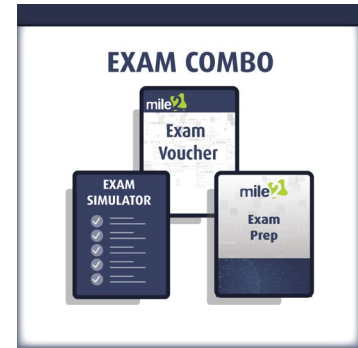 EXAM COMBO
mile2
Exam
Voucher
EXAM
SIMULATOR
mile2
Exam
Prep